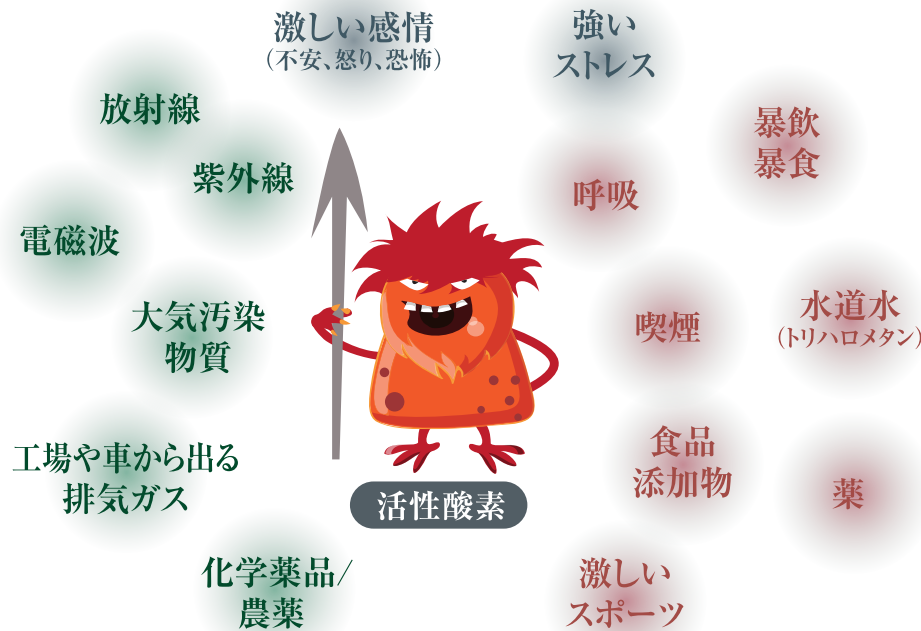 激しい感情
（不安、怒り、恐怖）
強い
ストレス
放射線
紫外線
電磁波
大気汚染
物質
工場や車から出る
排気ガス
化学薬品/
農薬
暴飲
暴食
呼吸
喫煙
水道水
（トリハロメタン）
食品
添加物
薬
激しい
スポーツ
活性酸素